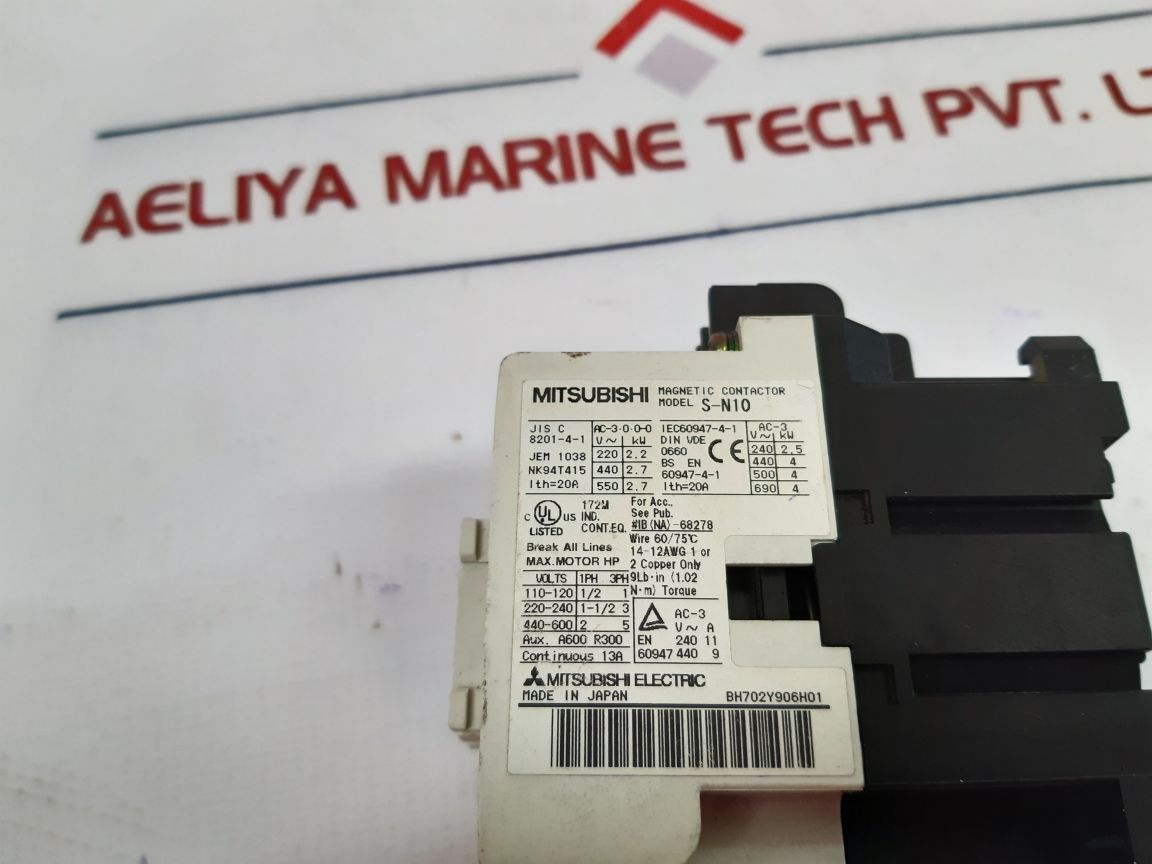 AELIYA MARINE TECH PVT. LT
MITSUBISHI MAGNETIC CONTACTOR
MODEL S-N10
JIS C
8201-4-1
JEM 1038
NK94T415
Ith=20A
AC-3·0·0-0
V~ kW
220 2.2
440 2.7
550 2.7
IEC60947-4-1
DIN VDE
0660
BS EN
60947-4-1
Ith=20A
CE
AC-3
V~ kW
240 2.5
440 4
500 4
690 4
C UL US
LISTED
172M
IND.
CONT.EQ.
Break All Lines
MAX.MOTOR HP
VOLTS 1PH 3PH
110-120 1/2 1
220-240 1-1/2 3
440-600 2 5
Aux. A600 R300
Continuous 13A
For Acc.,
See Pub.
#IB(NA)-68278
Wire 60/75℃
14-12AWG 1 or
2 Copper Only
9Lb·in (1.02
N·m) Torque
AC-3
V~ A
EN 240 11
60947 440 9
MITSUBISHI ELECTRIC
MADE IN JAPAN BH702Y906H01